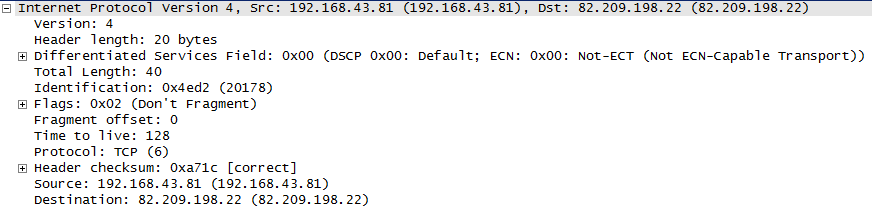 Internet Protocol Version 4, Src: 192.168.43.81 (192.168.43.81), Dst: 82.209.198.22 (82.209.198.22)
Version: 4
Header length: 20 bytes
Differentiated Services Field: 0x00 (DSCP 0x00: Default; ECN: 0x00: Not-ECT (Not ECN-Capable Transport))
Total Length: 40
Identification: 0x4ed2 (20178)
Flags: 0x02 (Don't Fragment)
Fragment offset: 0
Time to live: 128
Protocol: TCP (6)
Header checksum: 0xa71c [correct]
Source: 192.168.43.81 (192.168.43.81)
Destination: 82.209.198.22 (82.209.198.22)